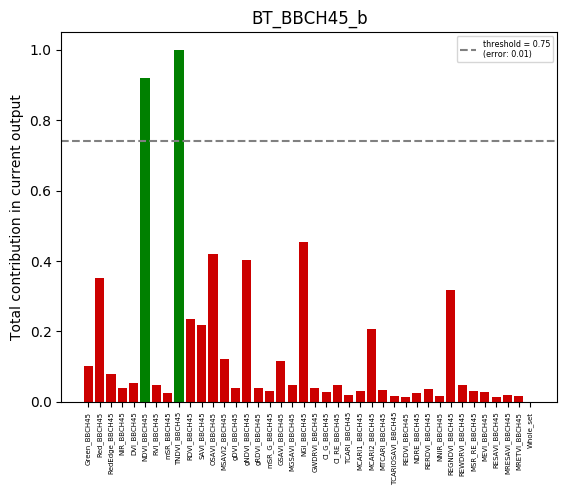 BT_BBCH45_b
threshold = 0.75
(error: 0.01)
Total contribution in current output
1.0
0.8
0.6
0.4
0.2
0.0
Green_BBCH45
Red_BBCH45
RedEdge_BBCH45
NIR_BBCH45
DVI_BBCH45
NDVI_BBCH45
RVI_BBCH45
mSR_BBCH45
TNDVI_BBCH45
RDVI_BBCH45
SAVI_BBCH45
OSAVI_BBCH45
MSAVI2_BBCH45
gDVI_BBCH45
gNDVI_BBCH45
gRDVI_BBCH45
mSR_G_BBCH45
GSAVI_BBCH45
MGSAVI_BBCH45
NGI_BBCH45
GWDRVI_BBCH45
CI_G_BBCH45
CI_RE_BBCH45
TCARI_BBCH45
MCARI1_BBCH45
MCARI2_BBCH45
MTCARI_BBCH45
TCARIOSAVI_BBCH45
REDVI_BBCH45
NDRE_BBCH45
RERDVI_BBCH45
NNIR_BBCH45
REGNDVI_BBCH45
REWDRVI_BBCH45
MSR_RE_BBCH45
MEVI_BBCH45
RESAVI_BBCH45
MRESAVI_BBCH45
MRETVI_BBCH45
Whole_set